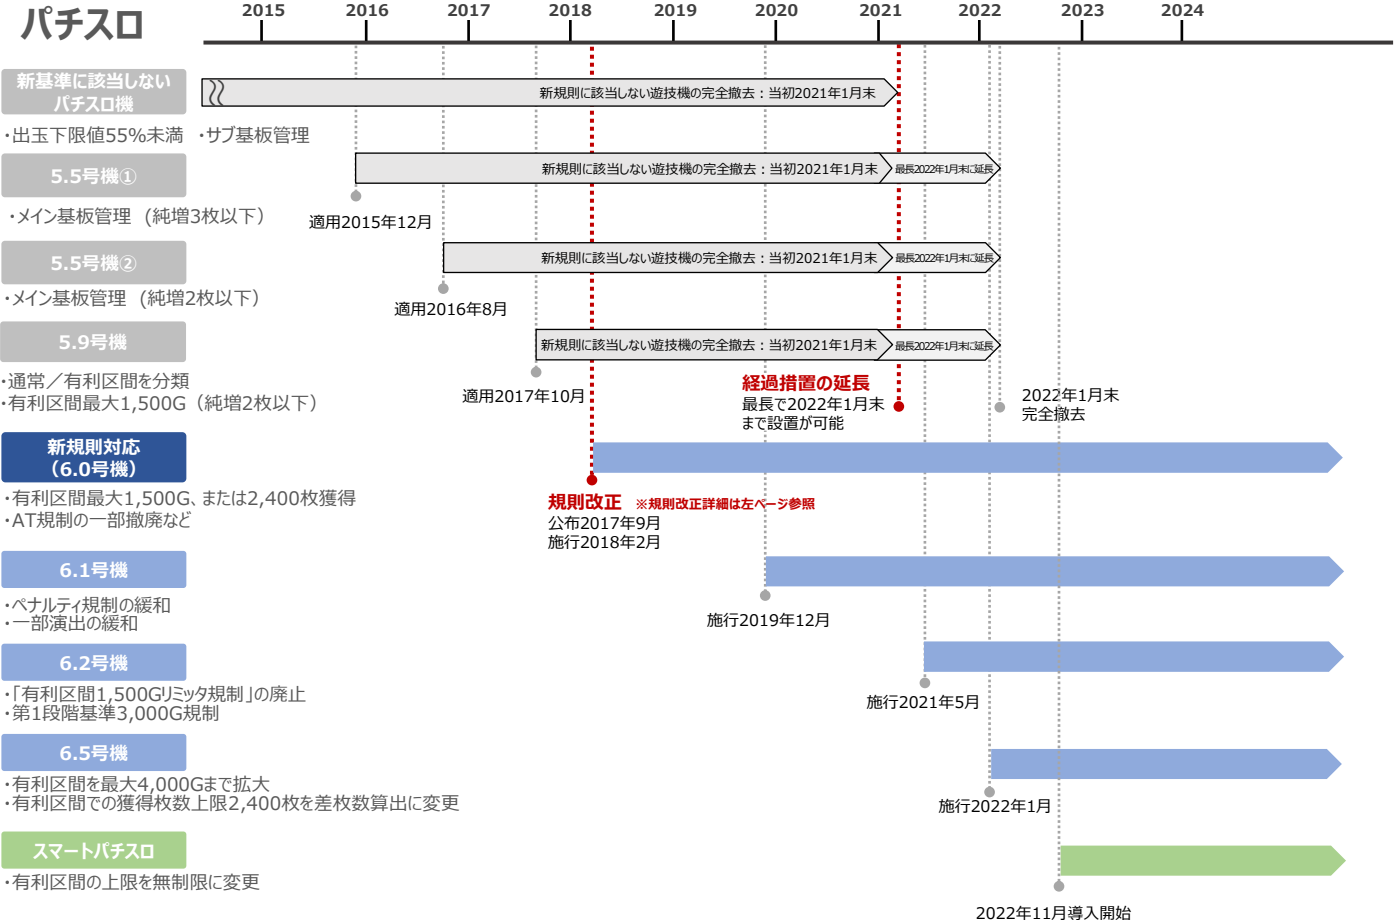 パチスロ
2015 2016 2017 2018 2019 2020 2021 2022 2023 2024
新基準に該当しない
パチスロ機
新規則に該当しない遊技機の完全撤去：当初2021年1月末
・出玉下限値55%未満 ・サブ基板管理
5.5号機①
新規則に該当しない遊技機の完全撤去：当初2021年1月末
最長2022年1月末に延長
・メイン基板管理 (純増3枚以下)
適用2015年12月
5.5号機②
新規則に該当しない遊技機の完全撤去：当初2021年1月末
最長2022年1月末に延長
・メイン基板管理 (純増2枚以下)
適用2016年8月
5.9号機
新規則に該当しない遊技機の完全撤去：当初2021年1月末
最長2022年1月末に延長
・通常／有利区間を分類
・有利区間最大1,500G（純増2枚以下）
適用2017年10月
経過措置の延長
最長で2022年1月末
まで設置が可能
2022年1月末
完全撤去
新規則対応
（6.0号機）
・有利区間最大1,500G、または2,400枚獲得
・AT規制の一部撤廃など
規則改正 ※規則改正詳細は左ページ参照
公布2017年9月
施行2018年2月
6.1号機
・ペナルティ規制の緩和
・一部演出の緩和
施行2019年12月
6.2号機
・「有利区間1,500Gリミッタ規制」の廃止
・第1段階基準3,000G規制
施行2021年5月
6.5号機
・有利区間を最大4,000Gまで拡大
・有利区間での獲得枚数上限2,400枚を差枚数算出に変更
施行2022年1月
スマートパチスロ
・有利区間の上限を無制限に変更
2022年11月導入開始